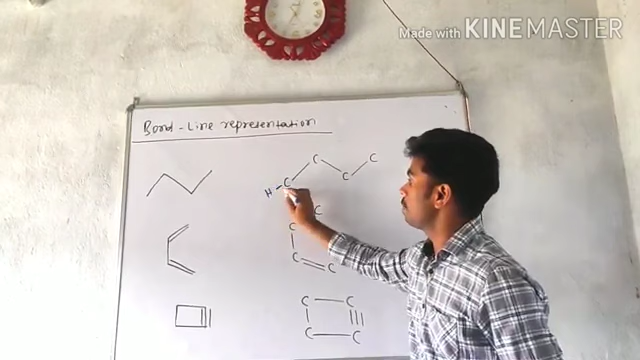 Made with KINEMASTER
Bond-Line representation
C C
H-C C
C
C
C C
C C
C C